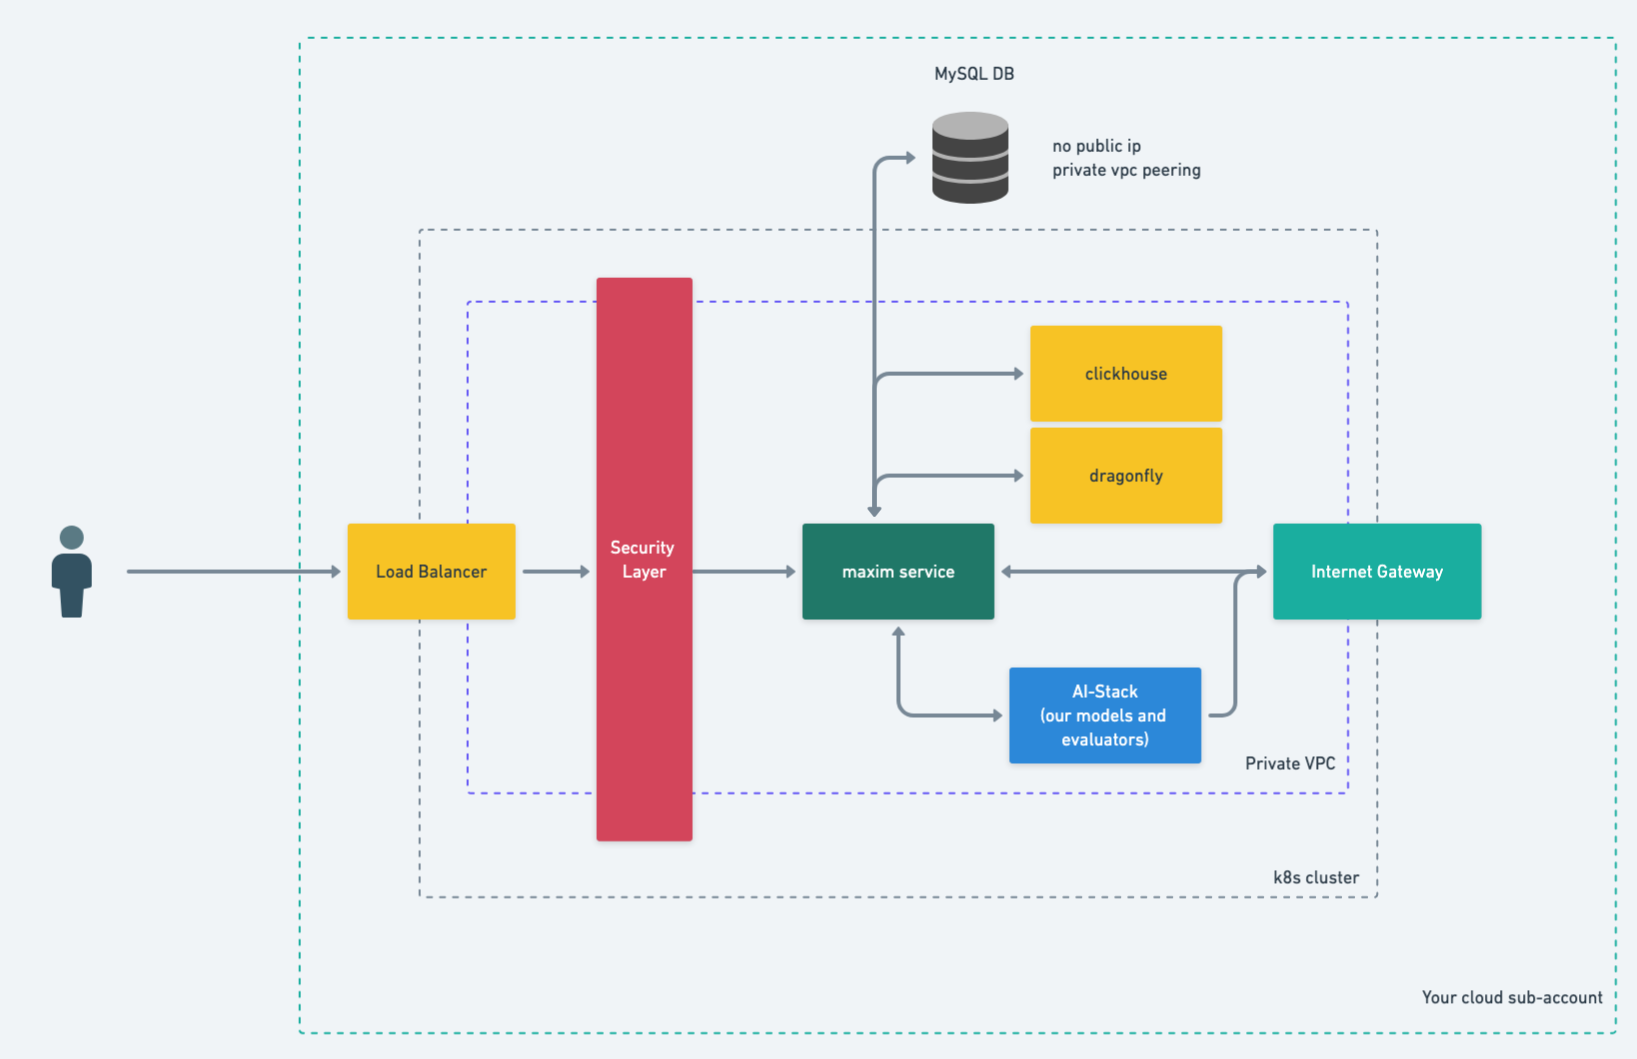 MySQL DB
no public ip
private vpc peering
clickhouse
dragonfly
Load Balancer
Security
Layer
maxim service
Internet Gateway
AI-Stack
(our models and
evaluators)
Private VPC
k8s cluster
Your cloud sub-account